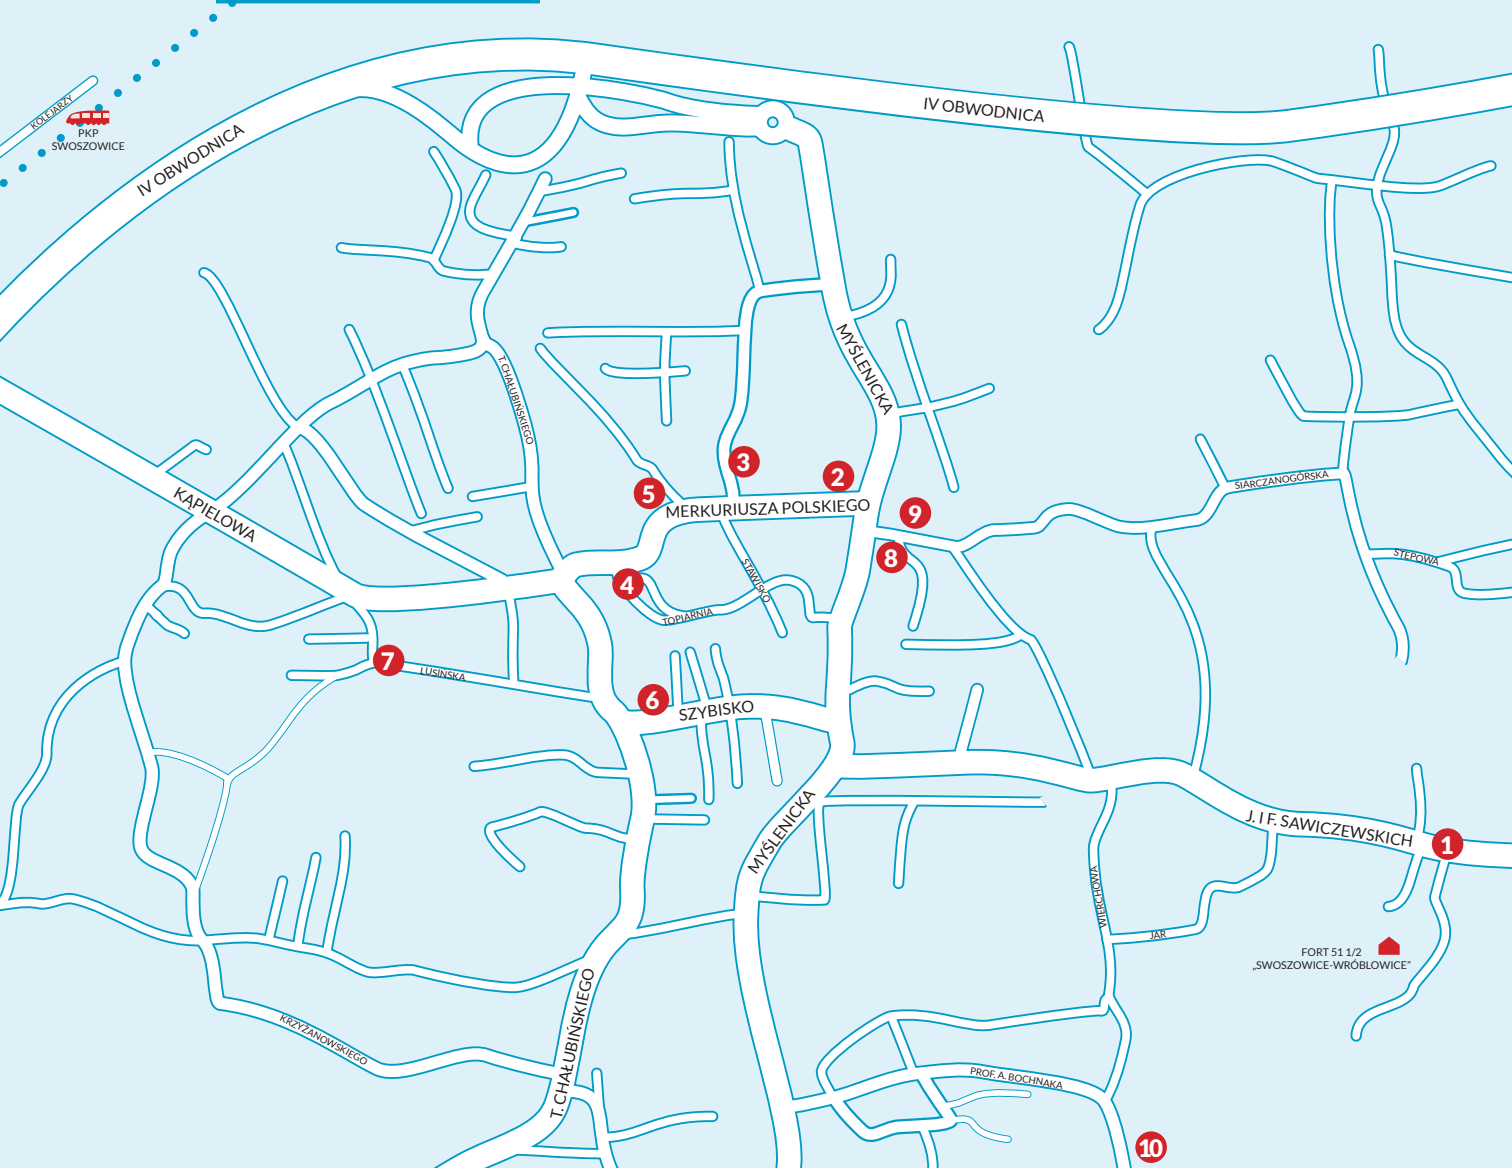 KOLEJARZY
PKP
SWOSZOWICE
IV OBWODNICA
IV OBWODNICA
MYŚLENICKA
T. CHAŁUBIŃSKIEGO
3
2
5
MERKURIUSZA POLSKIEGO
9
8
KĄPIELOWA
SIARCZANOGÓRSKA
STEPOWA
STAWISKO
4
TOPIARNIA
7
LUSIŃSKA
6
SZYBISKO
MYŚLENICKA
J. I F. SAWICZEWSKICH
1
WIERCHOWA
JAR
FORT 51 1/2
„SWOSZOWICE-WRÓBLOWICE”
T. CHAŁUBIŃSKIEGO
KRZYŻANOWSKIEGO
PROF. A. BOCHNAKA
10